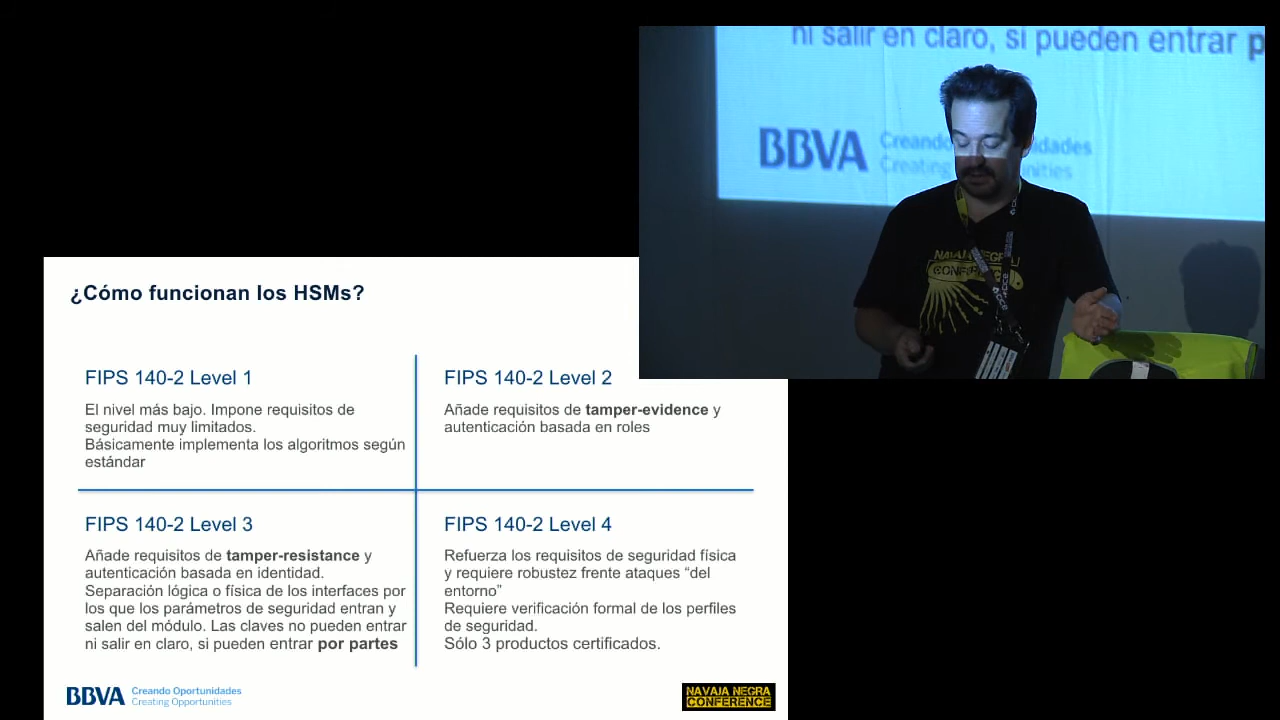 ni salir en claro, si pueden entrar p
BBVA
Creando
idades
Creating
unities
NAVAJA NEGRA
¿Cómo funcionan los HSMs?
FIPS 140-2 Level 1
El nivel más bajo. Impone requisitos de
seguridad muy limitados.
Básicamente implementa los algoritmos según
estándar
FIPS 140-2 Level 2
Añade requisitos de tamper-evidence y
autenticación basada en roles
FIPS 140-2 Level 3
Añade requisitos de tamper-resistance y
autenticación basada en identidad.
Separación lógica o física de los interfaces por
los que los parámetros de seguridad entran y
salen del módulo. Las claves no pueden entrar
ni salir en claro, si pueden entrar por partes
FIPS 140-2 Level 4
Refuerza los requisitos de seguridad física
y requiere robustez frente ataques “del
entorno”
Requiere verificación formal de los perfiles
de seguridad.
Sólo 3 productos certificados.
BBVA
Creando Oportunidades
Creating Opportunities
NAVAJA NEGRA
CONFERENCE